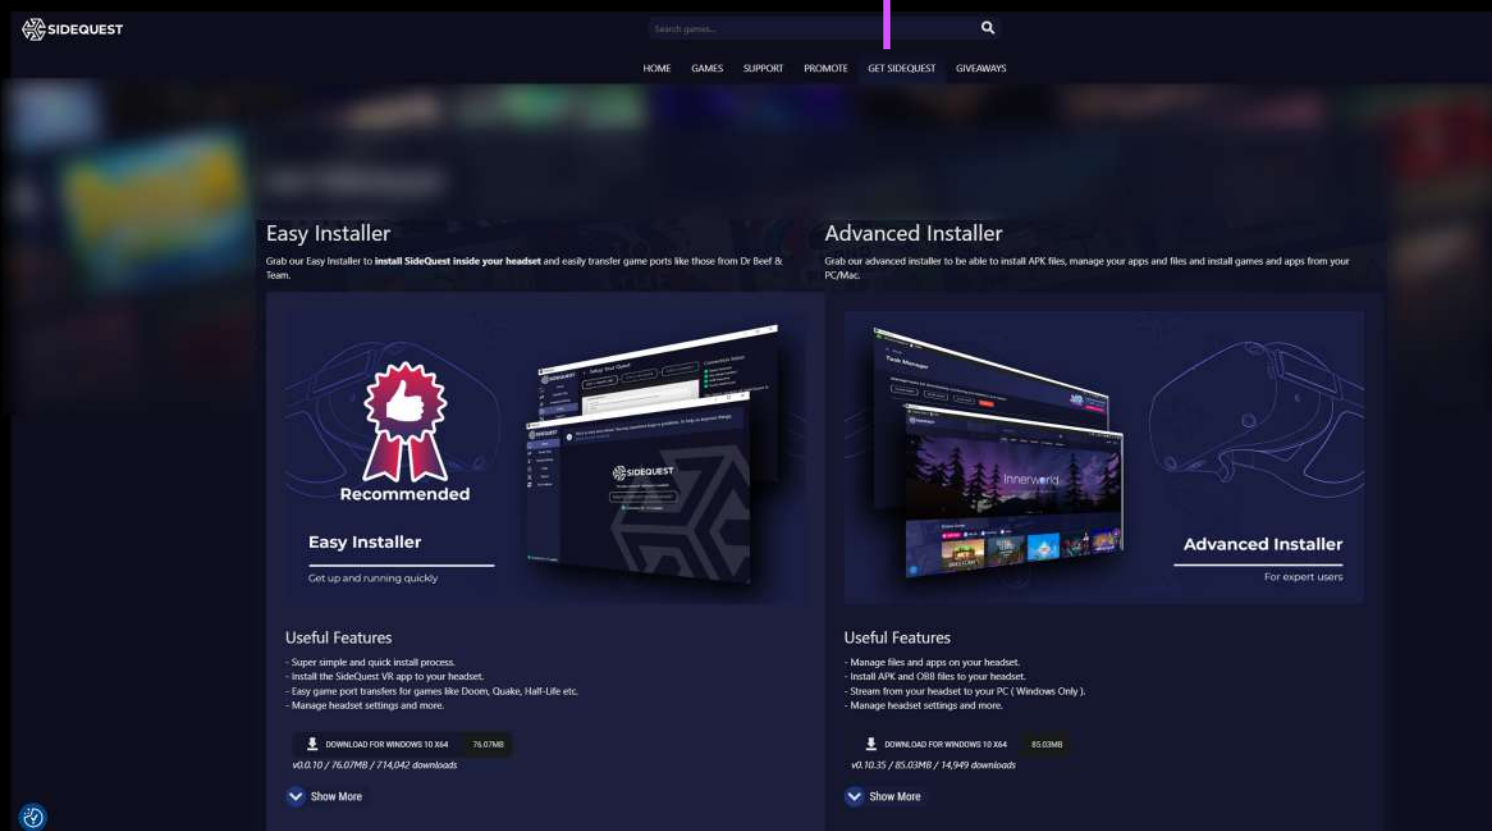 SIDEQUEST
Search games...
HOME GAMES SUPPORT PROMOTE GET SIDEQUEST GIVEAWAYS
Easy Installer
Grab our Easy Installer to install SideQuest inside your headset and easily transfer game ports like those from Dr Beef &
Team.
Recommended
Easy Installer
Get up and running quickly
Setup Your Quest
SIDEQUEST
SIDEQUEST
Useful Features
- Super simple and quick install process.
- Install the SideQuest VR app to your headset.
- Easy game port transfers for games like Doom, Quake, Half-Life etc.
- Manage headset settings and more.
DOWNLOAD FOR WINDOWS 10 X64 76.07MB
v0.0.10 / 76.07MB / 714,042 downloads
Show More
Advanced Installer
Grab our advanced installer to be able to install APK files, manage your apps and files and install games and apps from your
PC/Mac.
Task Manager
Innerworld
Advanced Installer
For expert users
Useful Features
- Manage files and apps on your headset.
- Install APK and OBB files to your headset.
- Stream from your headset to your PC ( Windows Only ).
- Manage headset settings and more.
DOWNLOAD FOR WINDOWS 10 X64 85.03MB
v0.10.35 / 85.03MB / 14,949 downloads
Show More